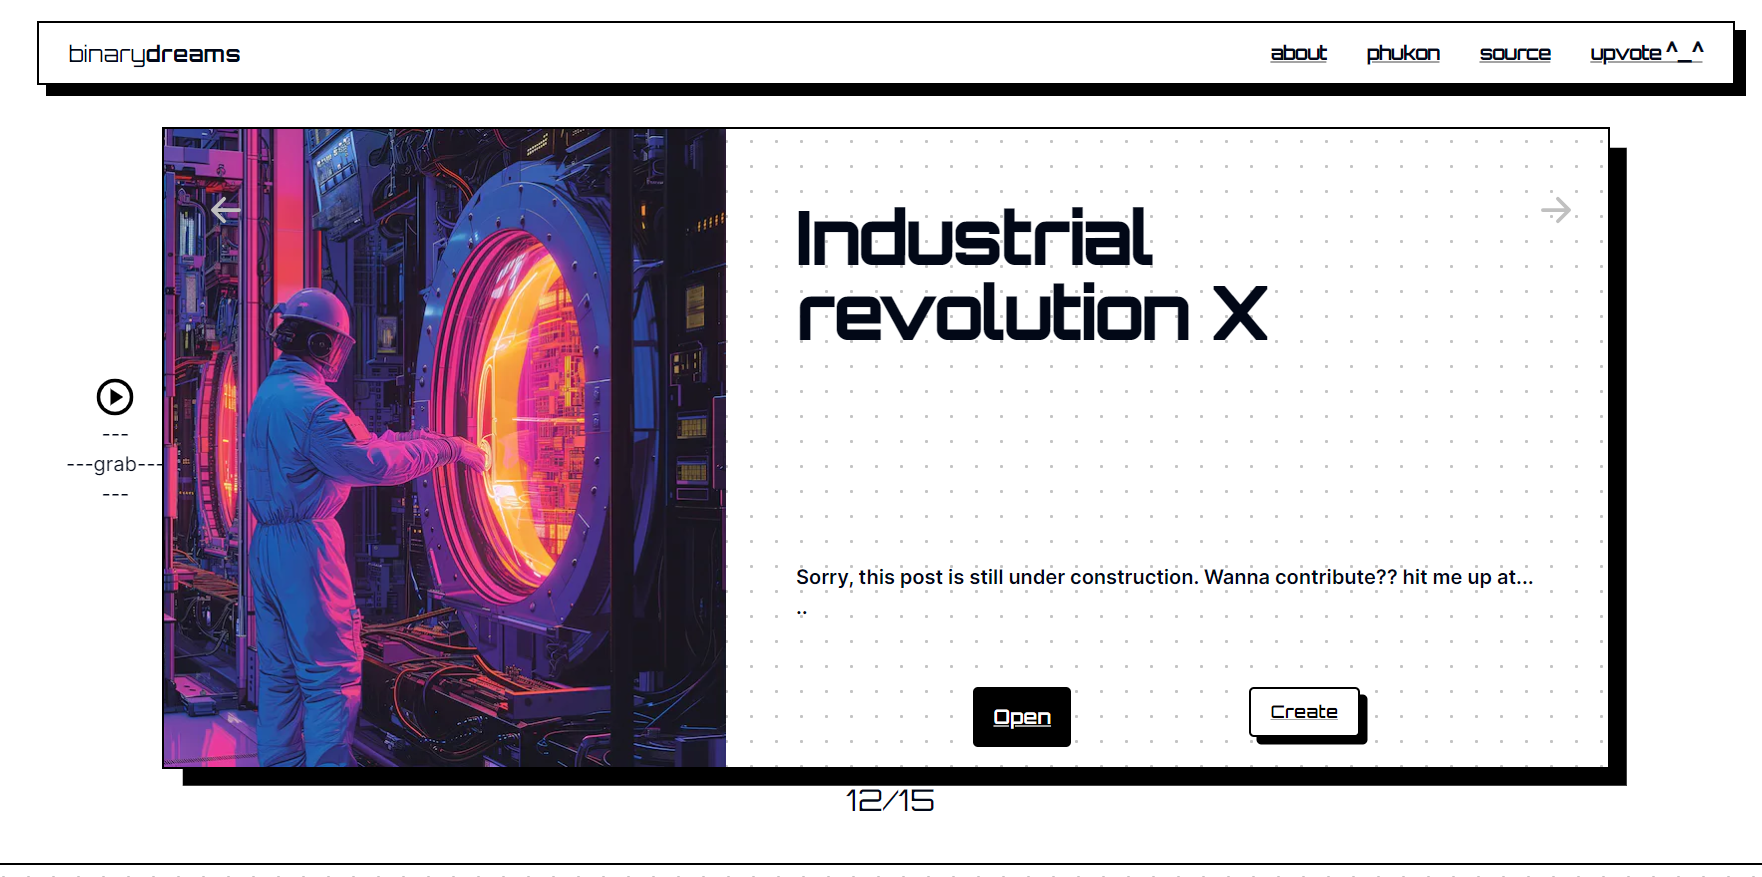 binarydreams
about phukon source upvote ^_^
Industrial
revolution X
---
---grab---
---
Sorry, this post is still under construction. Wanna contribute?? hit me up at...
..
Open
Create
12/15